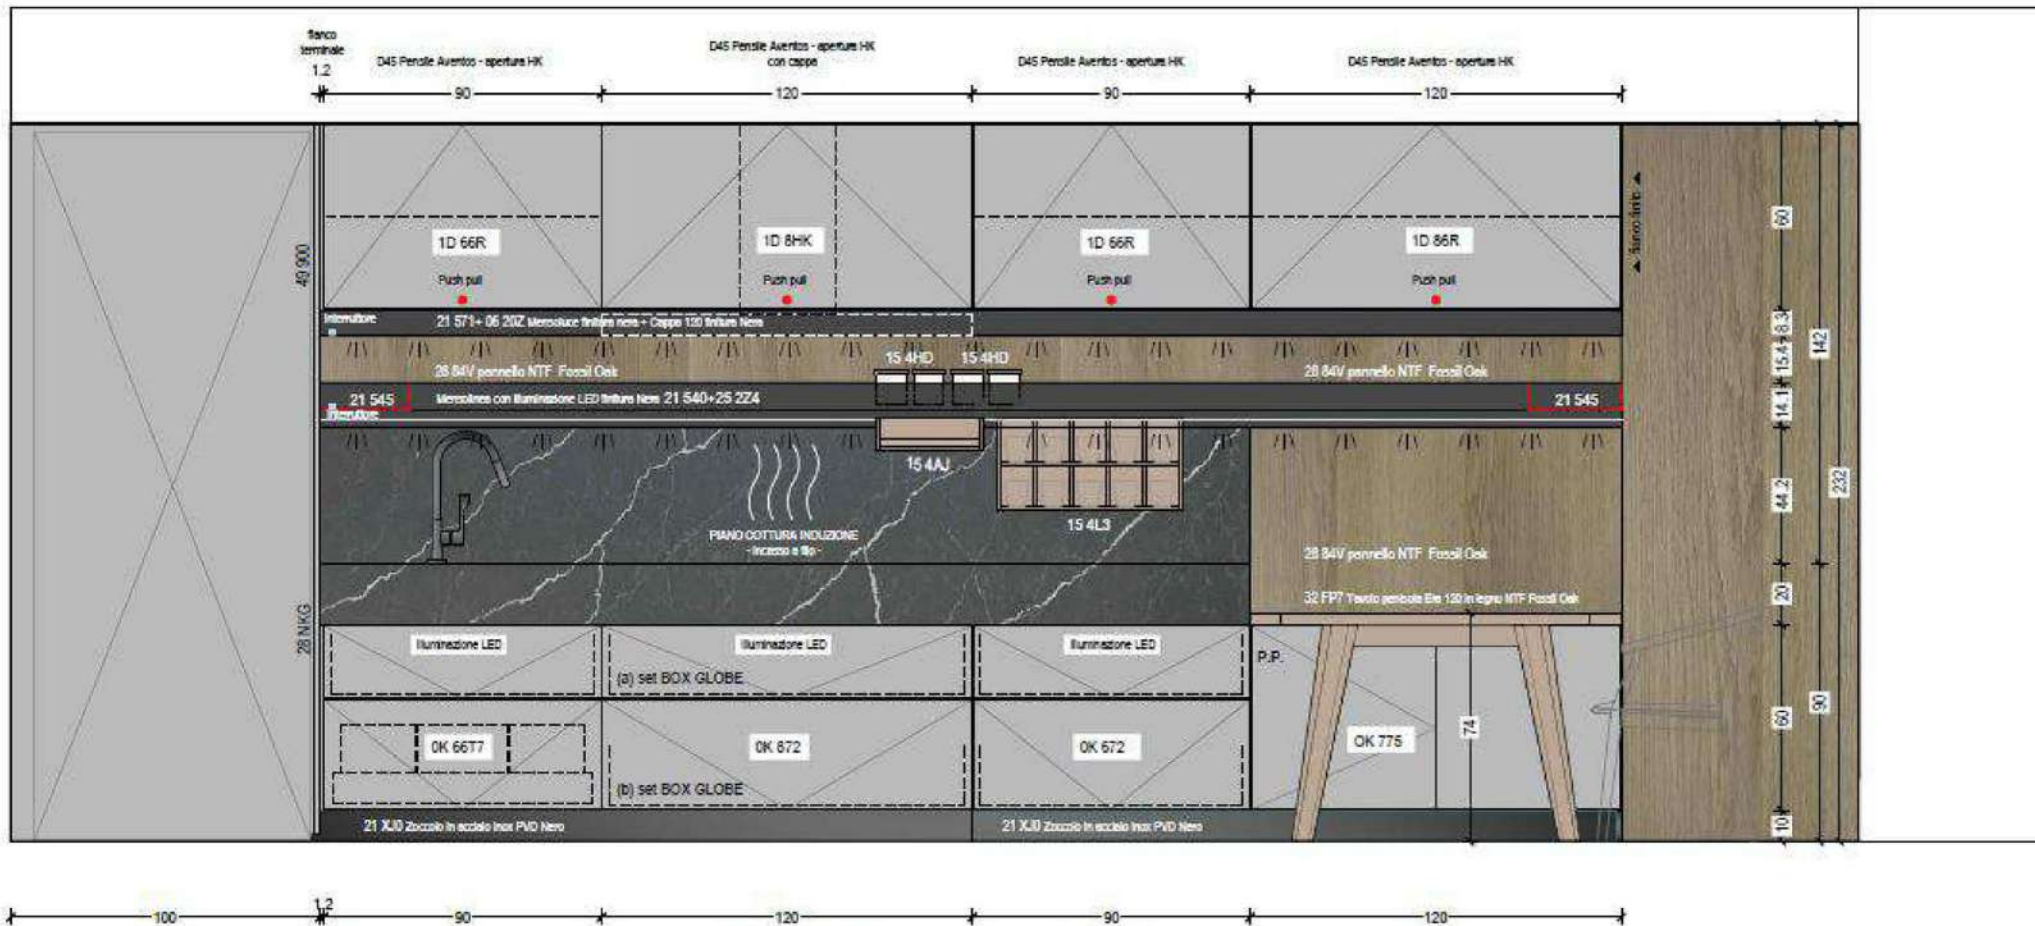 fianco
terminale
1.2
D45 Pensile Aventos - apertura HK
D45 Pensile Aventos - apertura HK
con cappa
D45 Pensile Aventos - apertura HK
D45 Pensile Aventos - apertura HK
90
120
90
120
49 900
1D 66R
Push pull
1D 8HK
Push pull
1D 66R
Push pull
1D 86R
Push pull
fianco finito
60
Interruttore
21 571+ 06 20Z Mensoluce finitura nera + Cappa 120 finitura Nera
8.3
142
28 84V pannello NTF Fossil Oak
15 4HD
15 4HD
28 84V pannello NTF Fossil Oak
15.4
21 545
Mensolinea con illuminazione LED finitura Nera 21 540+25 2Z4
21 545
Interruttore
14.1
15 4AJ
15 4L3
PIANO COTTURA INDUZIONE
- Incasso a filo -
44.2
232
28 84V pannello NTF Fossil Oak
32 FP7 Tavolo penisola Era 120 in legno NTF Fossil Oak
20
28 NKG
Illuminazione LED
Illuminazione LED
Illuminazione LED
P.P.
(a) set BOX GLOBE
0K 66T7
0K 872
0K 672
OK 775
74
60
90
(b) set BOX GLOBE
21 XJ0 Zoccolo in acciaio inox PVD Nero
21 XJ0 Zoccolo in acciaio inox PVD Nero
10
100
1.2
90
120
90
120